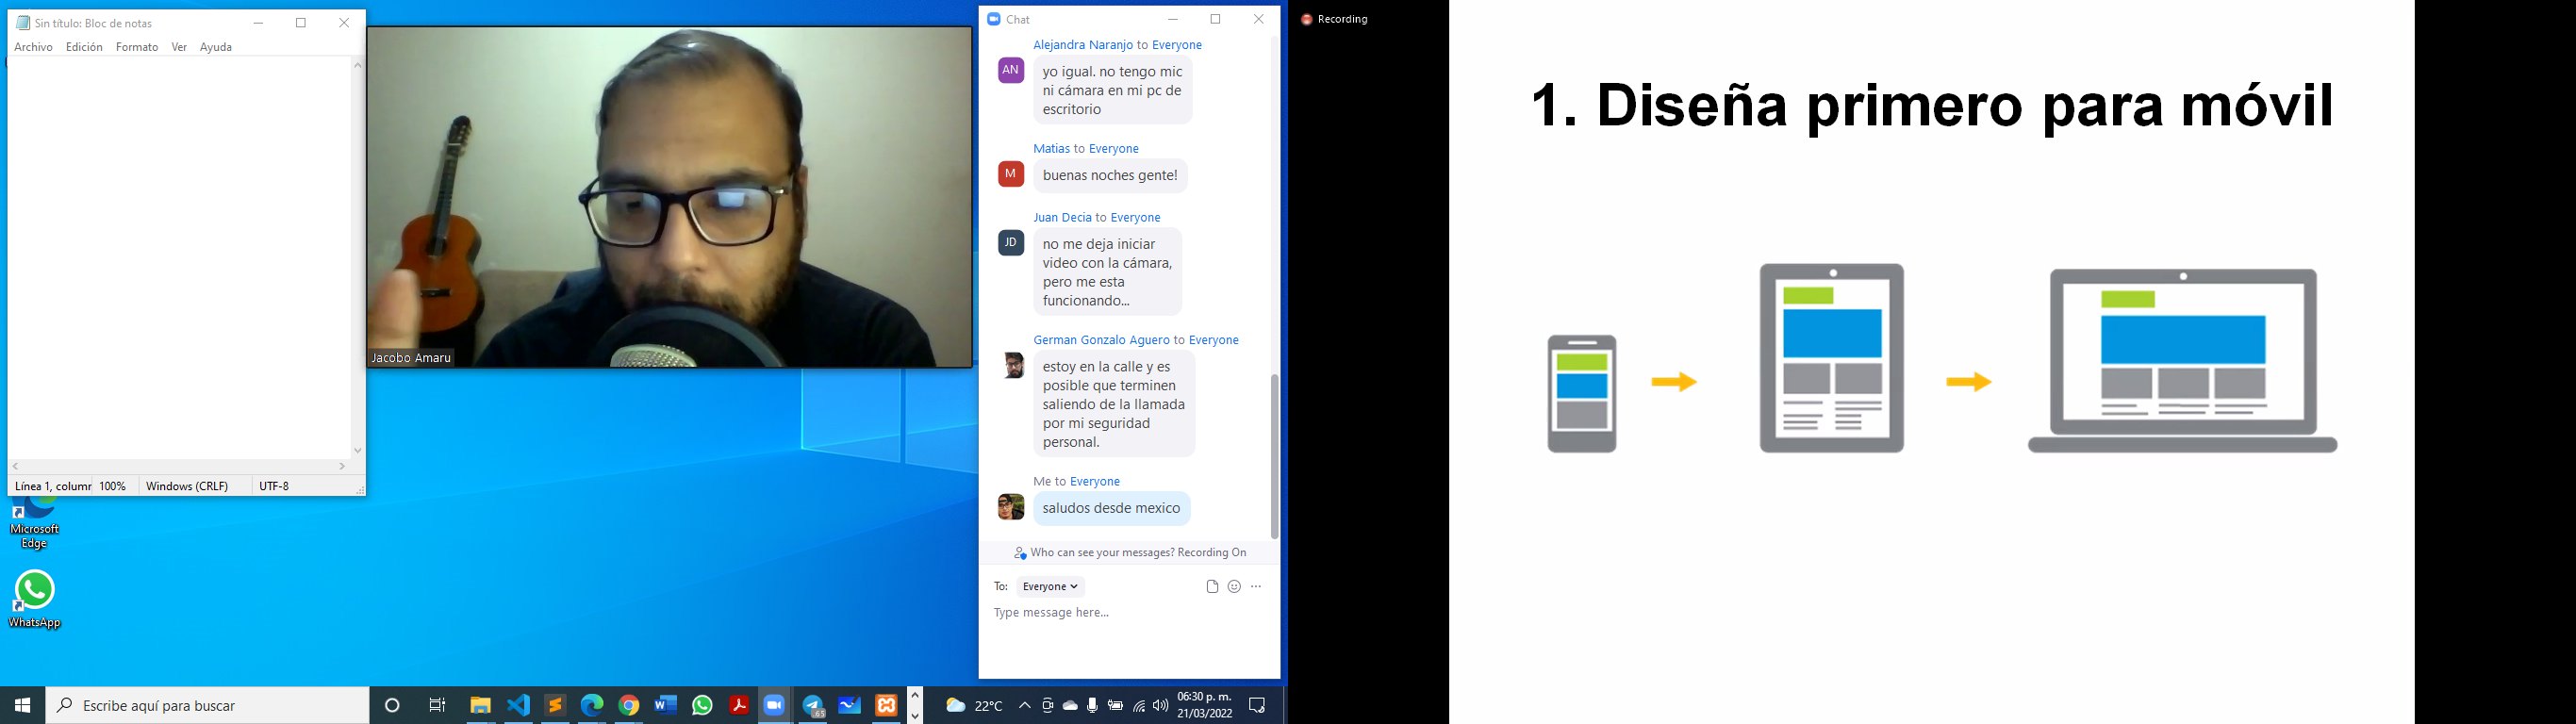 Sin título: Bloc de notas
Archivo Edición Formato Ver Ayuda
Línea 1, column 100% Windows (CRLF) UTF-8
Microsoft
Edge
WhatsApp
Jacobo Amaru
Chat
Alejandra Naranjo to Everyone
AN
yo igual. no tengo mic
ni cámara en mi pc de
escritorio
Matias to Everyone
M
buenas noches gente!
Juan Decia to Everyone
JD
no me deja iniciar
video con la cámara,
pero me esta
funcionando...
German Gonzalo Aguero to Everyone
estoy en la calle y es
posible que terminen
saliendo de la llamada
por mi seguridad
personal.
Me to Everyone
saludos desde mexico
Who can see your messages? Recording On
To: Everyone
Type message here...
Escribe aquí para buscar
65
22°C
06:30 p. m.
21/03/2022
Recording
1. Diseña primero para móvil